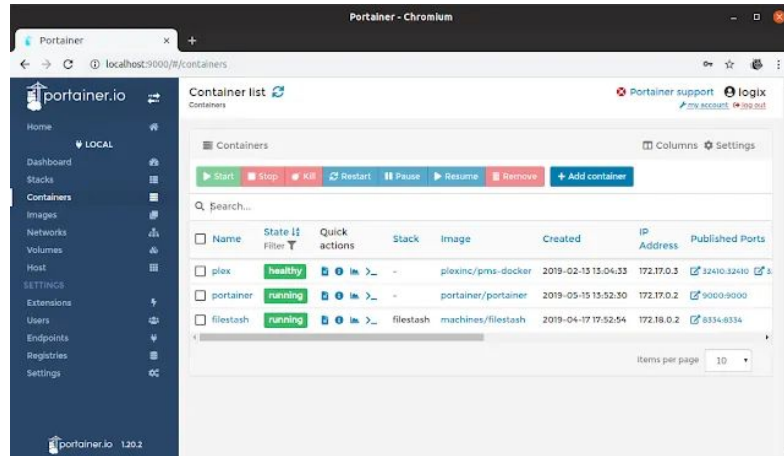 Portainer - Chromium
Portainer
localhost:9000/#/containers
portainer.io
Home
LOCAL
Dashboard
Stacks
Containers
Images
Networks
Volumes
Host
SETTINGS
Extensions
Users
Endpoints
Registries
Settings
portainer.io 1.20.2
Container list
Containers
Portainer support logix
my account log out
Containers Columns Settings
Start Stop Kill Restart Pause Resume Remove + Add container
Search...
Name State Filter Quick actions Stack Image Created IP Address Published Ports
plex healthy - plexinc/pms-docker 2019-02-13 13:04:33 172.17.0.3 32410:32410
portainer running - portainer/portainer 2019-05-15 13:52:30 172.17.0.2 9000:9000
filestash running filestash machines/filestash 2019-04-17 17:52:54 172.18.0.2 8334:8334
Items per page 10